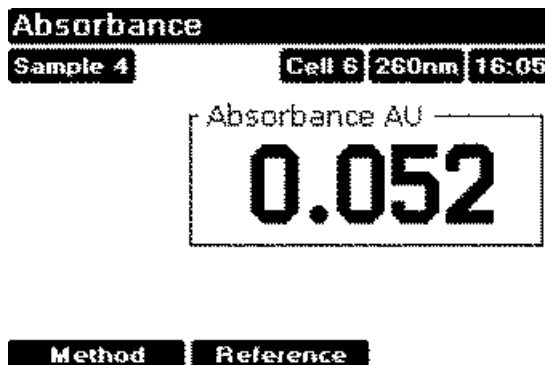 Absorbance
Sample 4 Cell 6 260nm 16:05
Absorbance AU
0.052
Method Reference